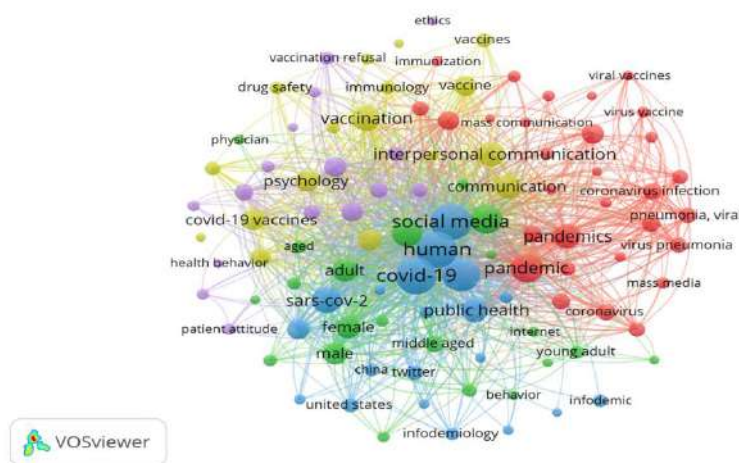 ethics
vaccines
vaccination refusal
immunization
viral vaccines
drug safety
immunology
vaccine
virus vaccine
vaccination
mass communication
physician
interpersonal communication
psychology
communication
coronavirus infection
covid-19 vaccines
social media
pneumonia, viral
pandemics
aged
human
virus pneumonia
health behavior
adult
covid-19
pandemic
mass media
sars-cov-2
public health
coronavirus
patient attitude
female
internet
male
middle aged
young adult
china
twitter
behavior
united states
infodemic
infodemiology
VOSviewer